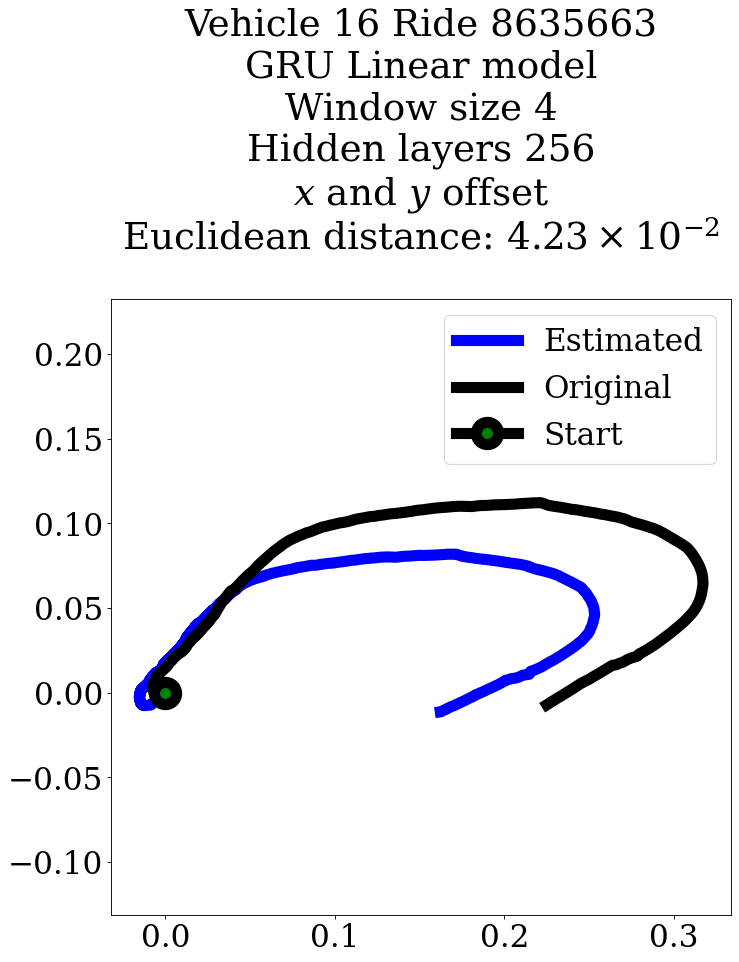 Vehicle 16 Ride 8635663
GRU Linear model
Window size 4
Hidden layers 256
x and y offset
Euclidean distance: 4.23 × 10⁻²
Estimated
Original
Start
0.20
0.15
0.10
0.05
0.00
−0.05
−0.10
0.0 0.1 0.2 0.3